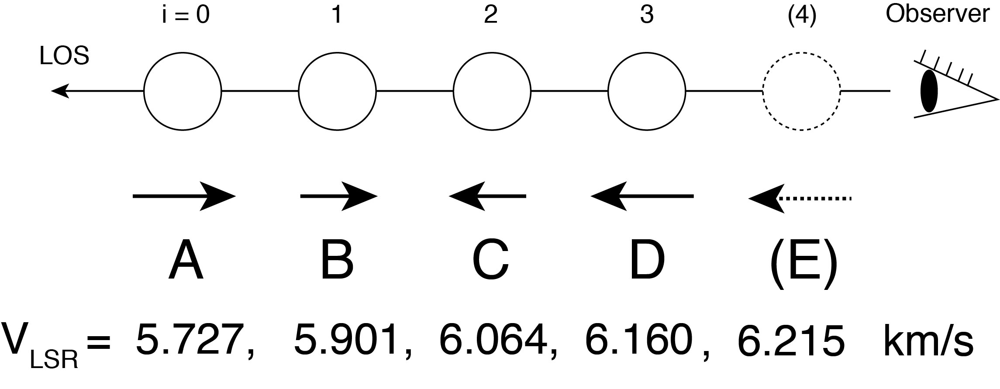 i = 0 1 2 3 (4) Observer
LOS
A B C D (E)
VLSR = 5.727, 5.901, 6.064, 6.160, 6.215 km/s